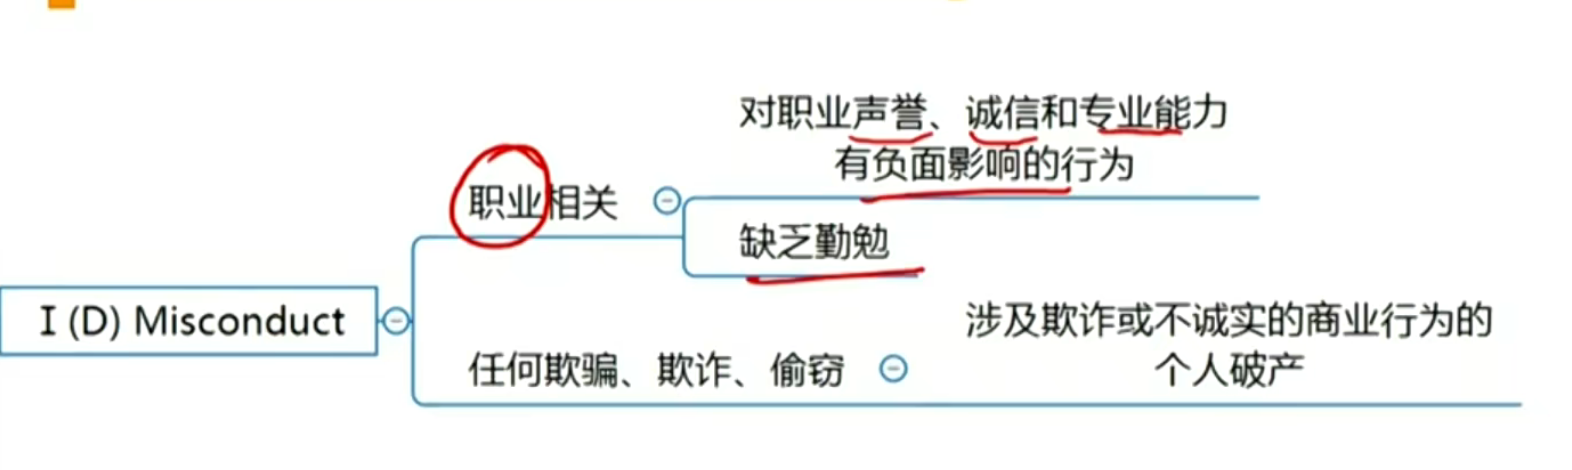 对职业声誉、诚信和专业能力
有负面影响的行为
职业相关
缺乏勤勉
I (D) Misconduct
涉及欺诈或不诚实的商业行为的
任何欺骗、欺诈、偷窃
个人破产